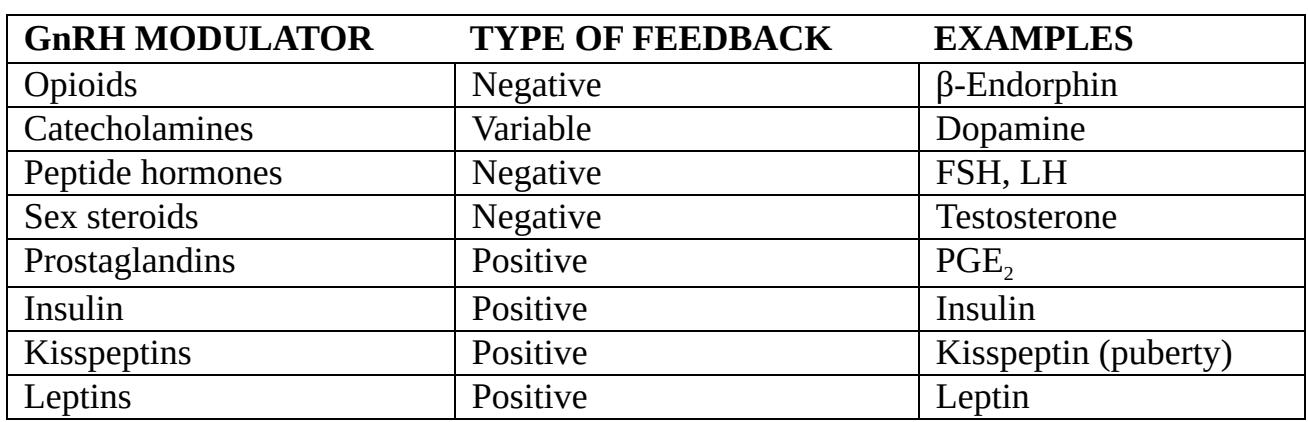 GnRH MODULATOR TYPE OF FEEDBACK EXAMPLES
Opioids Negative β-Endorphin
Catecholamines Variable Dopamine
Peptide hormones Negative FSH, LH
Sex steroids Negative Testosterone
Prostaglandins Positive PGE₂
Insulin Positive Insulin
Kisspeptins Positive Kisspeptin (puberty)
Leptins Positive Leptin